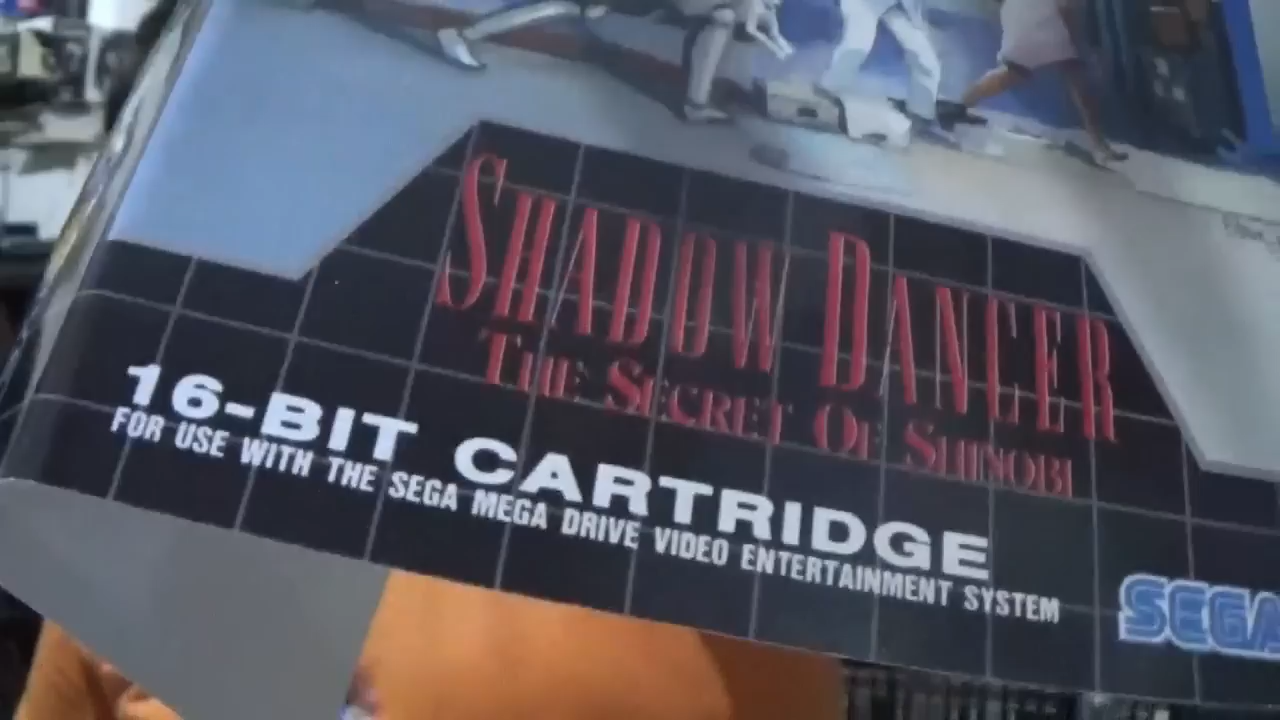 SHADOW DANCER
THE SECRET OF SHINOBI
16-BIT CARTRIDGE
FOR USE WITH THE SEGA MEGA DRIVE VIDEO ENTERTAINMENT SYSTEM
SEGA